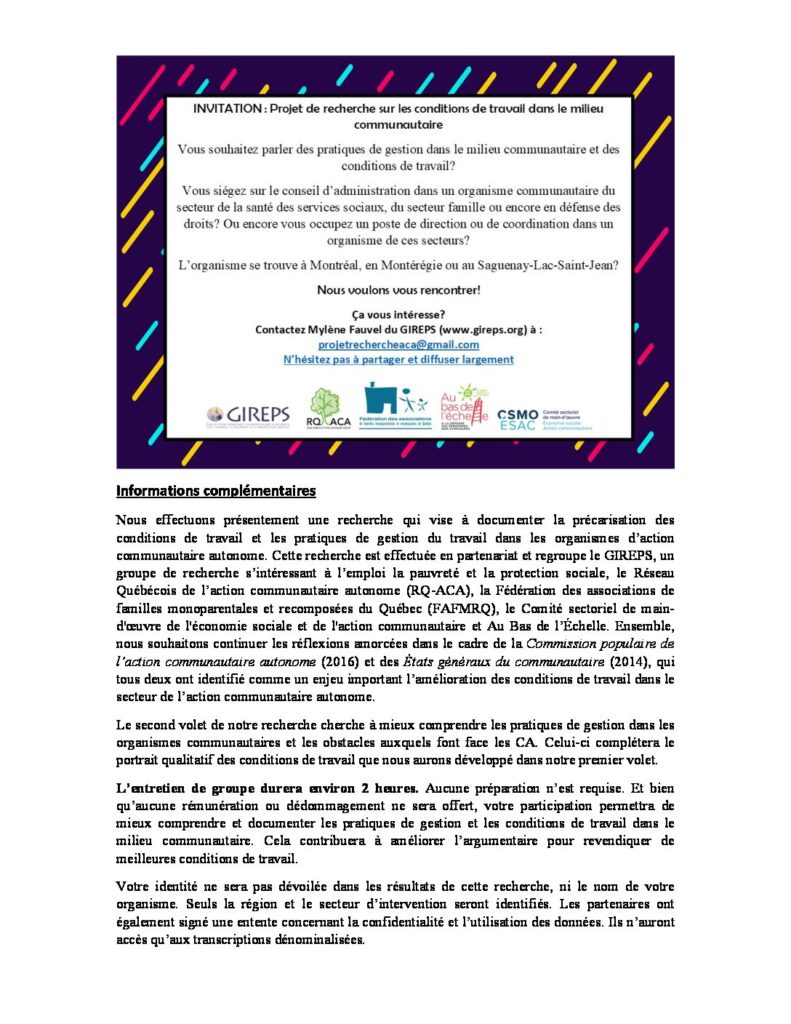 INVITATION : Projet de recherche sur les conditions de travail dans le milieu
communautaire
Vous souhaitez parler des pratiques de gestion dans le milieu communautaire et des
conditions de travail?
Vous siégez sur le conseil d'administration dans un organisme communautaire du
secteur de la santé des services sociaux, du secteur famille ou encore en défense des
droits? Ou encore vous occupez un poste de direction ou de coordination dans un
organisme de ces secteurs?
L'organisme se trouve à Montréal, en Montérégie ou au Saguenay-Lac-Saint-Jean?
Nous voulons vous rencontrer!
Ça vous intéresse?
Contactez Mylène Fauvel du GIREPS (www.gireps.org) à :
projetrechercheaca@gmail.com
N'hésitez pas à partager et diffuser largement
GIREPS
RQ ACA
Fédération des associations
de familles monoparentales et recomposées du Québec
Au bas de l'échelle
CSMO ESAC
Comité sectoriel
de main-d'œuvre
Économie sociale
Action communautaire
Informations complémentaires
Nous effectuons présentement une recherche qui vise à documenter la précarisation des
conditions de travail et les pratiques de gestion du travail dans les organismes d'action
communautaire autonome. Cette recherche est effectuée en partenariat et regroupe le GIREPS, un
groupe de recherche s'intéressant à l'emploi la pauvreté et la protection sociale, le Réseau
Québécois de l'action communautaire autonome (RQ-ACA), la Fédération des associations de
familles monoparentales et recomposées du Québec (FAFMRQ), le Comité sectoriel de main-
d'œuvre de l'économie sociale et de l'action communautaire et Au Bas de l'Échelle. Ensemble,
nous souhaitons continuer les réflexions amorcées dans le cadre de la Commission populaire de
l'action communautaire autonome (2016) et des États généraux du communautaire (2014), qui
tous deux ont identifié comme un enjeu important l'amélioration des conditions de travail dans le
secteur de l'action communautaire autonome.
Le second volet de notre recherche cherche à mieux comprendre les pratiques de gestion dans les
organismes communautaires et les obstacles auxquels font face les CA. Celui-ci complétera le
portrait qualitatif des conditions de travail que nous aurons développé dans notre premier volet.
L'entretien de groupe durera environ 2 heures. Aucune préparation n'est requise. Et bien
qu'aucune rémunération ou dédommagement ne sera offert, votre participation permettra de
mieux comprendre et documenter les pratiques de gestion et les conditions de travail dans le
milieu communautaire. Cela contribuera à améliorer l'argumentaire pour revendiquer de
meilleures conditions de travail.
Votre identité ne sera pas dévoilée dans les résultats de cette recherche, ni le nom de votre
organisme. Seuls la région et le secteur d'intervention seront identifiés. Les partenaires ont
également signé une entente concernant la confidentialité et l'utilisation des données. Ils n'auront
accès qu'aux transcriptions dénominalisées.